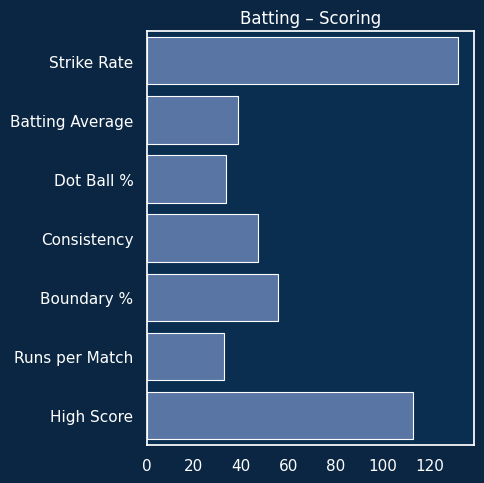 Batting – Scoring
Strike Rate
Batting Average
Dot Ball %
Consistency
Boundary %
Runs per Match
High Score
0 20 40 60 80 100 120